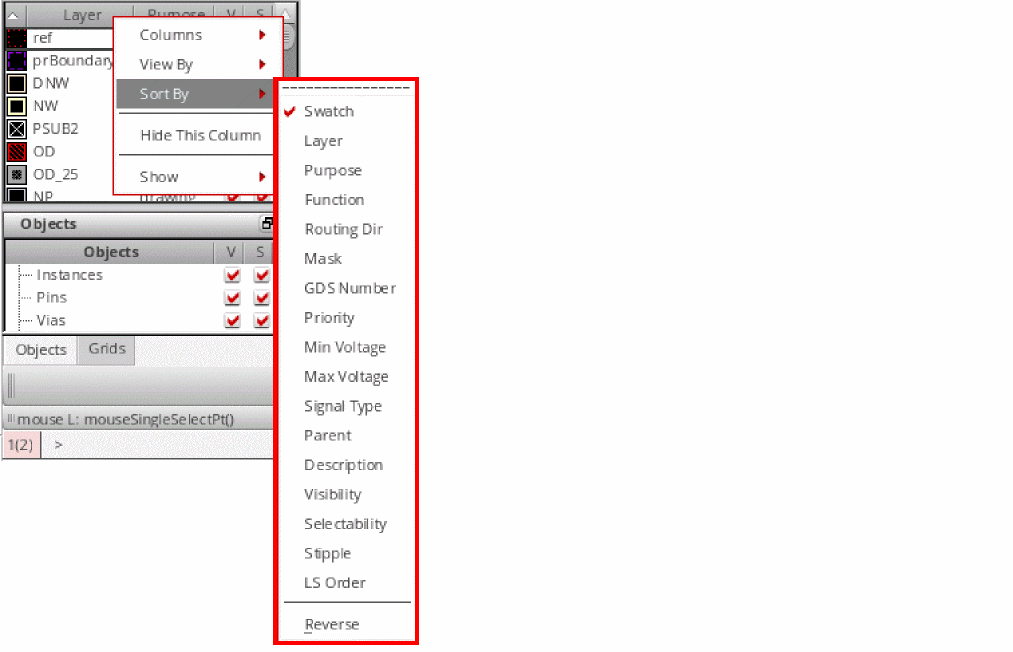 Layer Purpose V S
ref
prBoundary
DNW
NW
PSUB2
OD
OD_25
NP drawing
Columns
View By
Sort By
Hide This Column
Show
Swatch
Layer
Purpose
Function
Routing Dir
Mask
GDS Number
Priority
Min Voltage
Max Voltage
Signal Type
Parent
Description
Visibility
Selectability
Stipple
LS Order
Reverse
Objects
Objects V S
Instances
Pins
Vias
Objects Grids
mouse L: mouseSingleSelectPt()
1(2) >